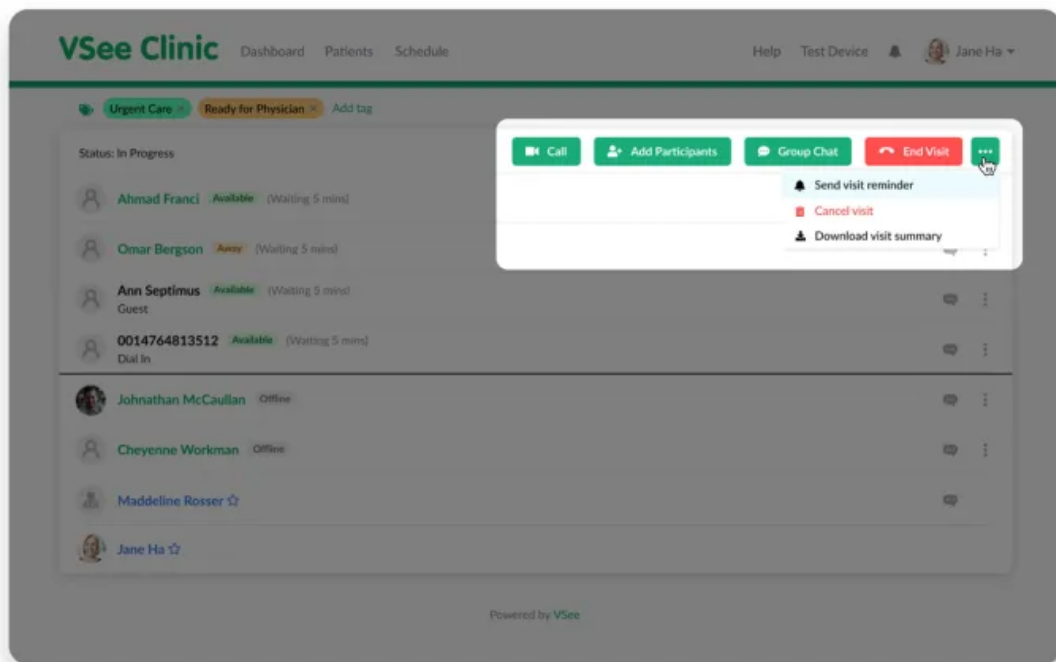 VSee Clinic Dashboard Patients Schedule Help Test Device Jane Ha
Urgent Care × Ready for Physician × Add tag
Status: In Progress Call Add Participants Group Chat End Visit
Send visit reminder
Cancel visit
Download visit summary
Ahmad Franci Available (Waiting 5 mins)
Omar Bergson Away (Waiting 5 mins)
Ann Septimus Available (Waiting 5 mins)
Guest
0014764813512 Available (Waiting 5 mins)
Dial In
Johnathan McCaullan Offline
Cheyenne Workman Offline
Maddeline Rosser
Jane Ha
Powered by VSee